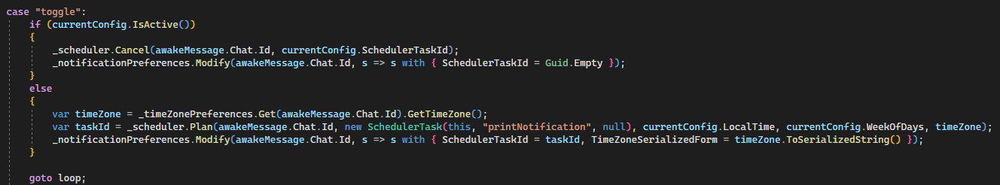 case "toggle":
    if (currentConfig.IsActive())
    {
        _scheduler.Cancel(awakeMessage.Chat.Id, currentConfig.SchedulerTaskId);
        _notificationPreferences.Modify(awakeMessage.Chat.Id, s => s with { SchedulerTaskId = Guid.Empty });
    }
    else
    {
        var timeZone = _timeZonePreferences.Get(awakeMessage.Chat.Id).GetTimeZone();
        var taskId = _scheduler.Plan(awakeMessage.Chat.Id, new SchedulerTask(this, "printNotification", null), currentConfig.LocalTime, currentConfig.WeekOfDays, timeZone);
        _notificationPreferences.Modify(awakeMessage.Chat.Id, s => s with { SchedulerTaskId = taskId, TimeZoneSerializedForm = timeZone.ToSerializedString() });
    }

    goto loop;